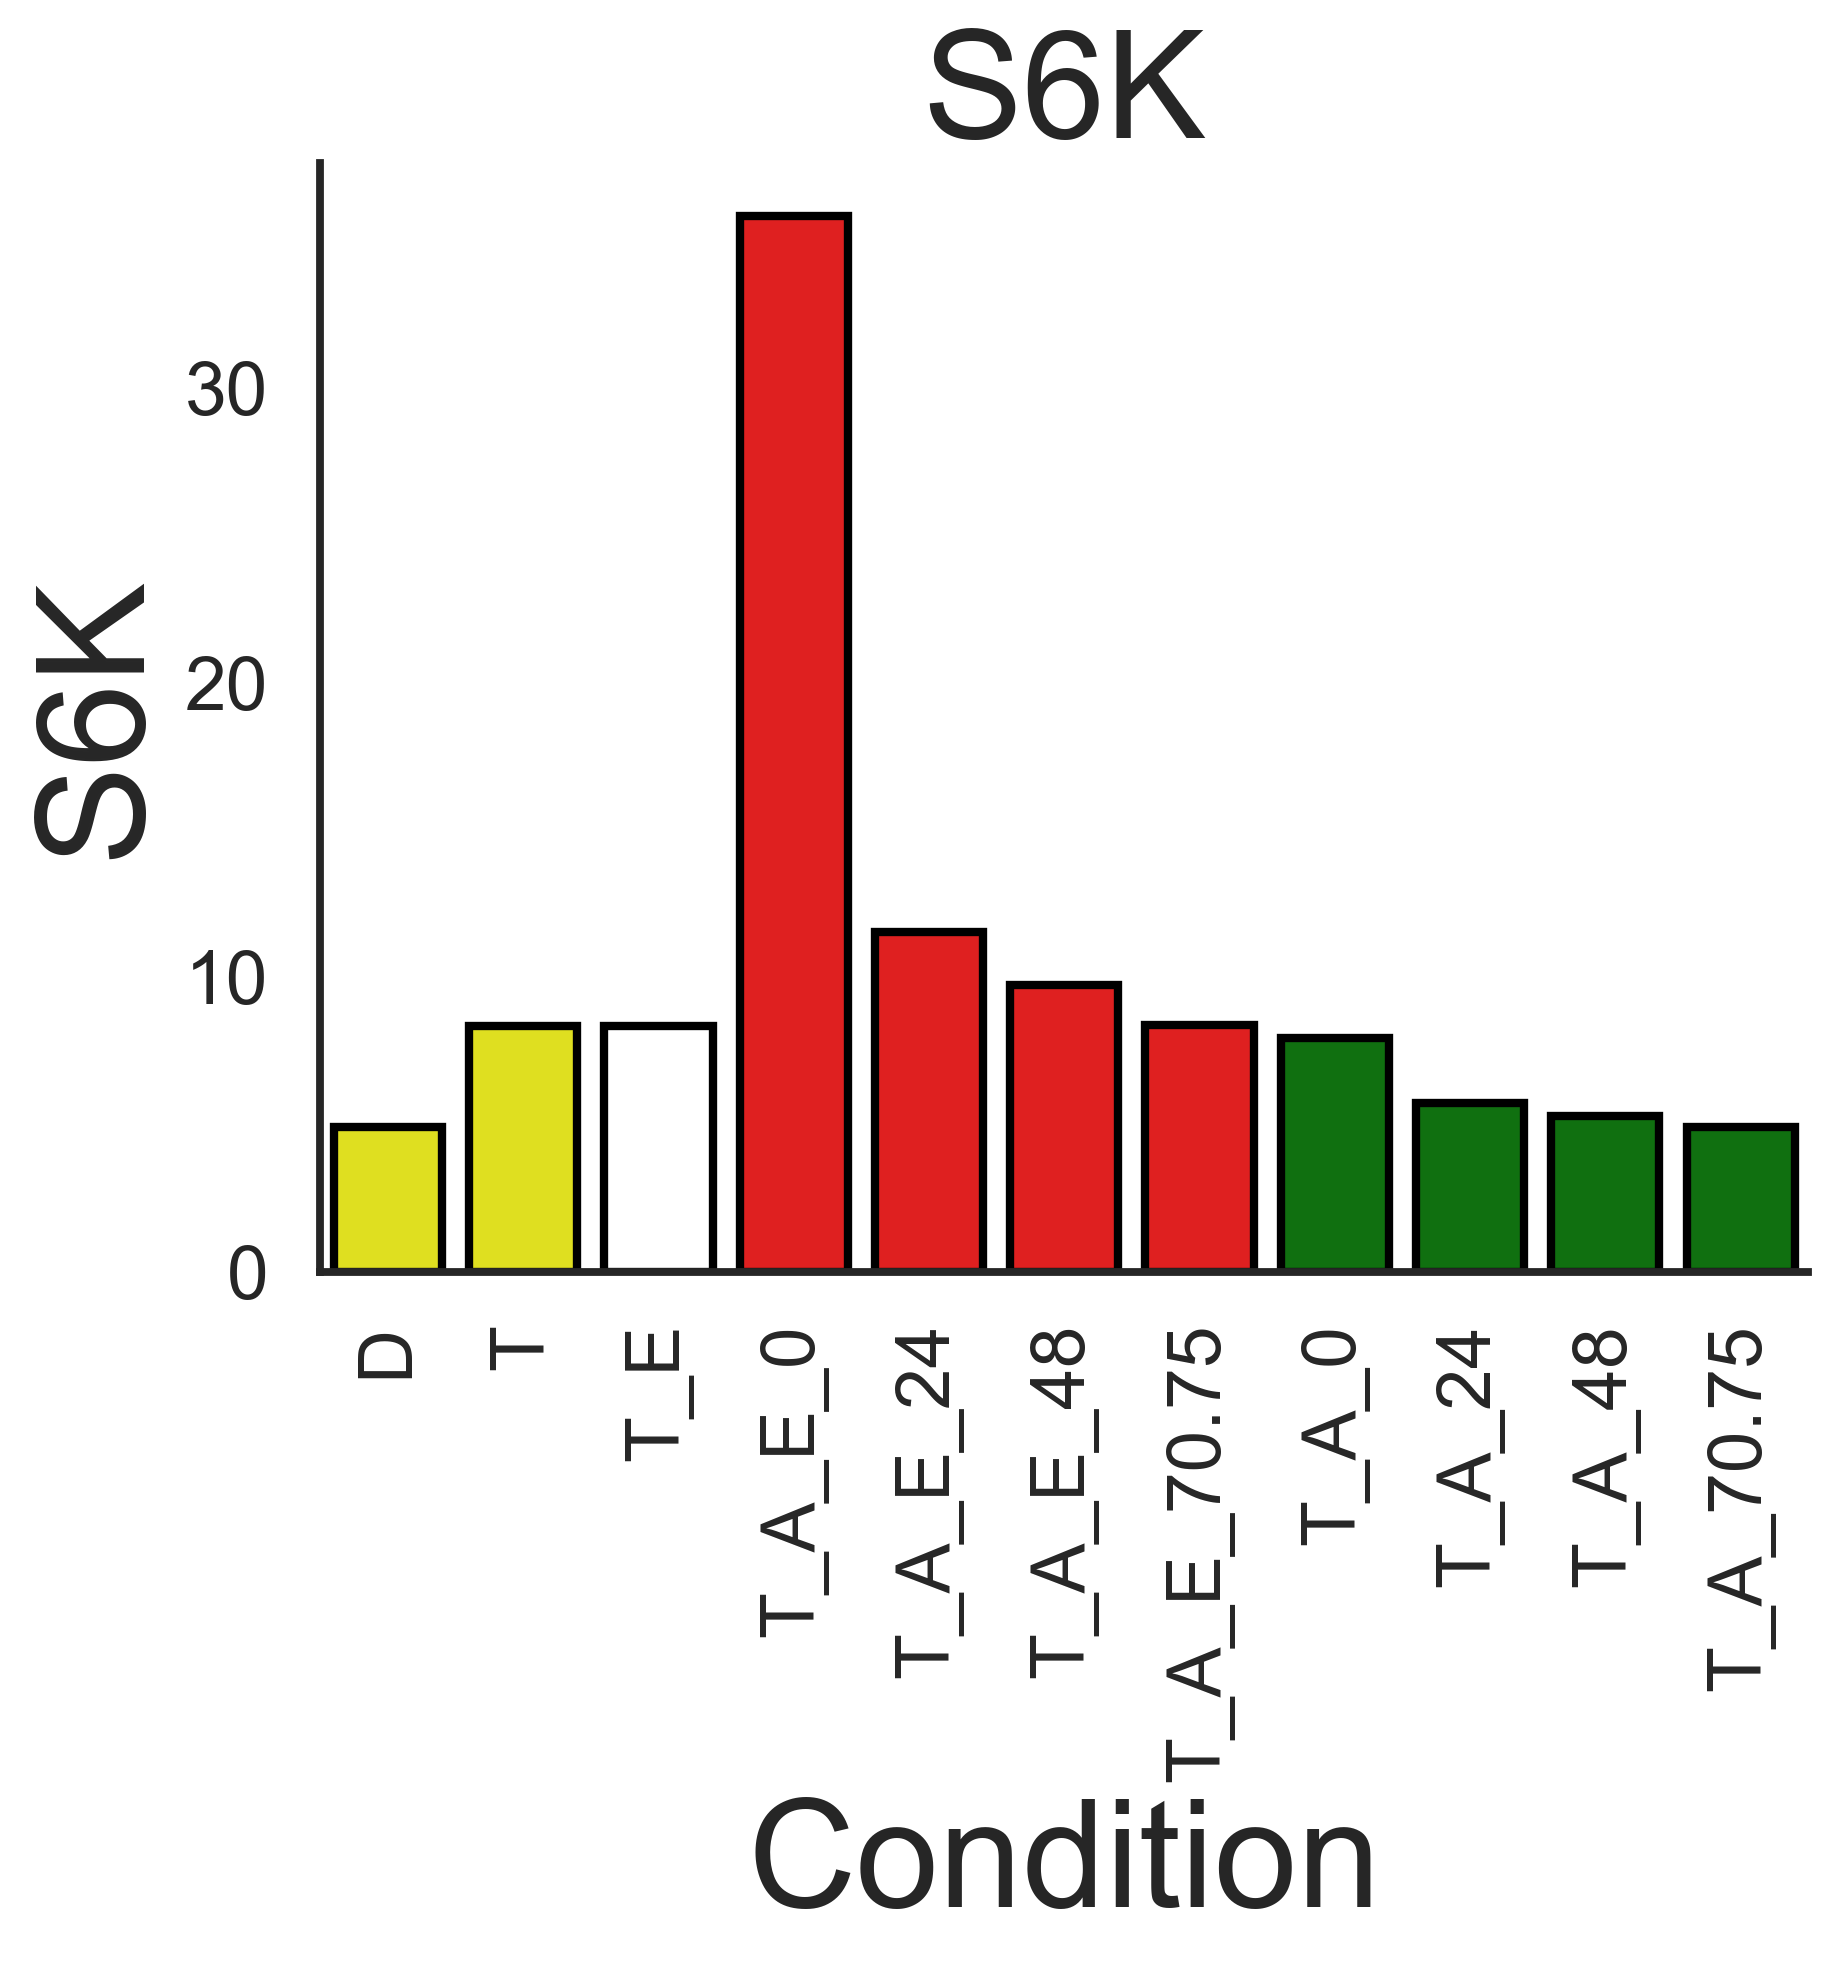 S6K
S6K
30
20
10
0
D
T
T_E
T_A_E_0
T_A_E_24
T_A_E_48
T_A_E_70.75
T_A_0
T_A_24
T_A_48
T_A_70.75
Condition